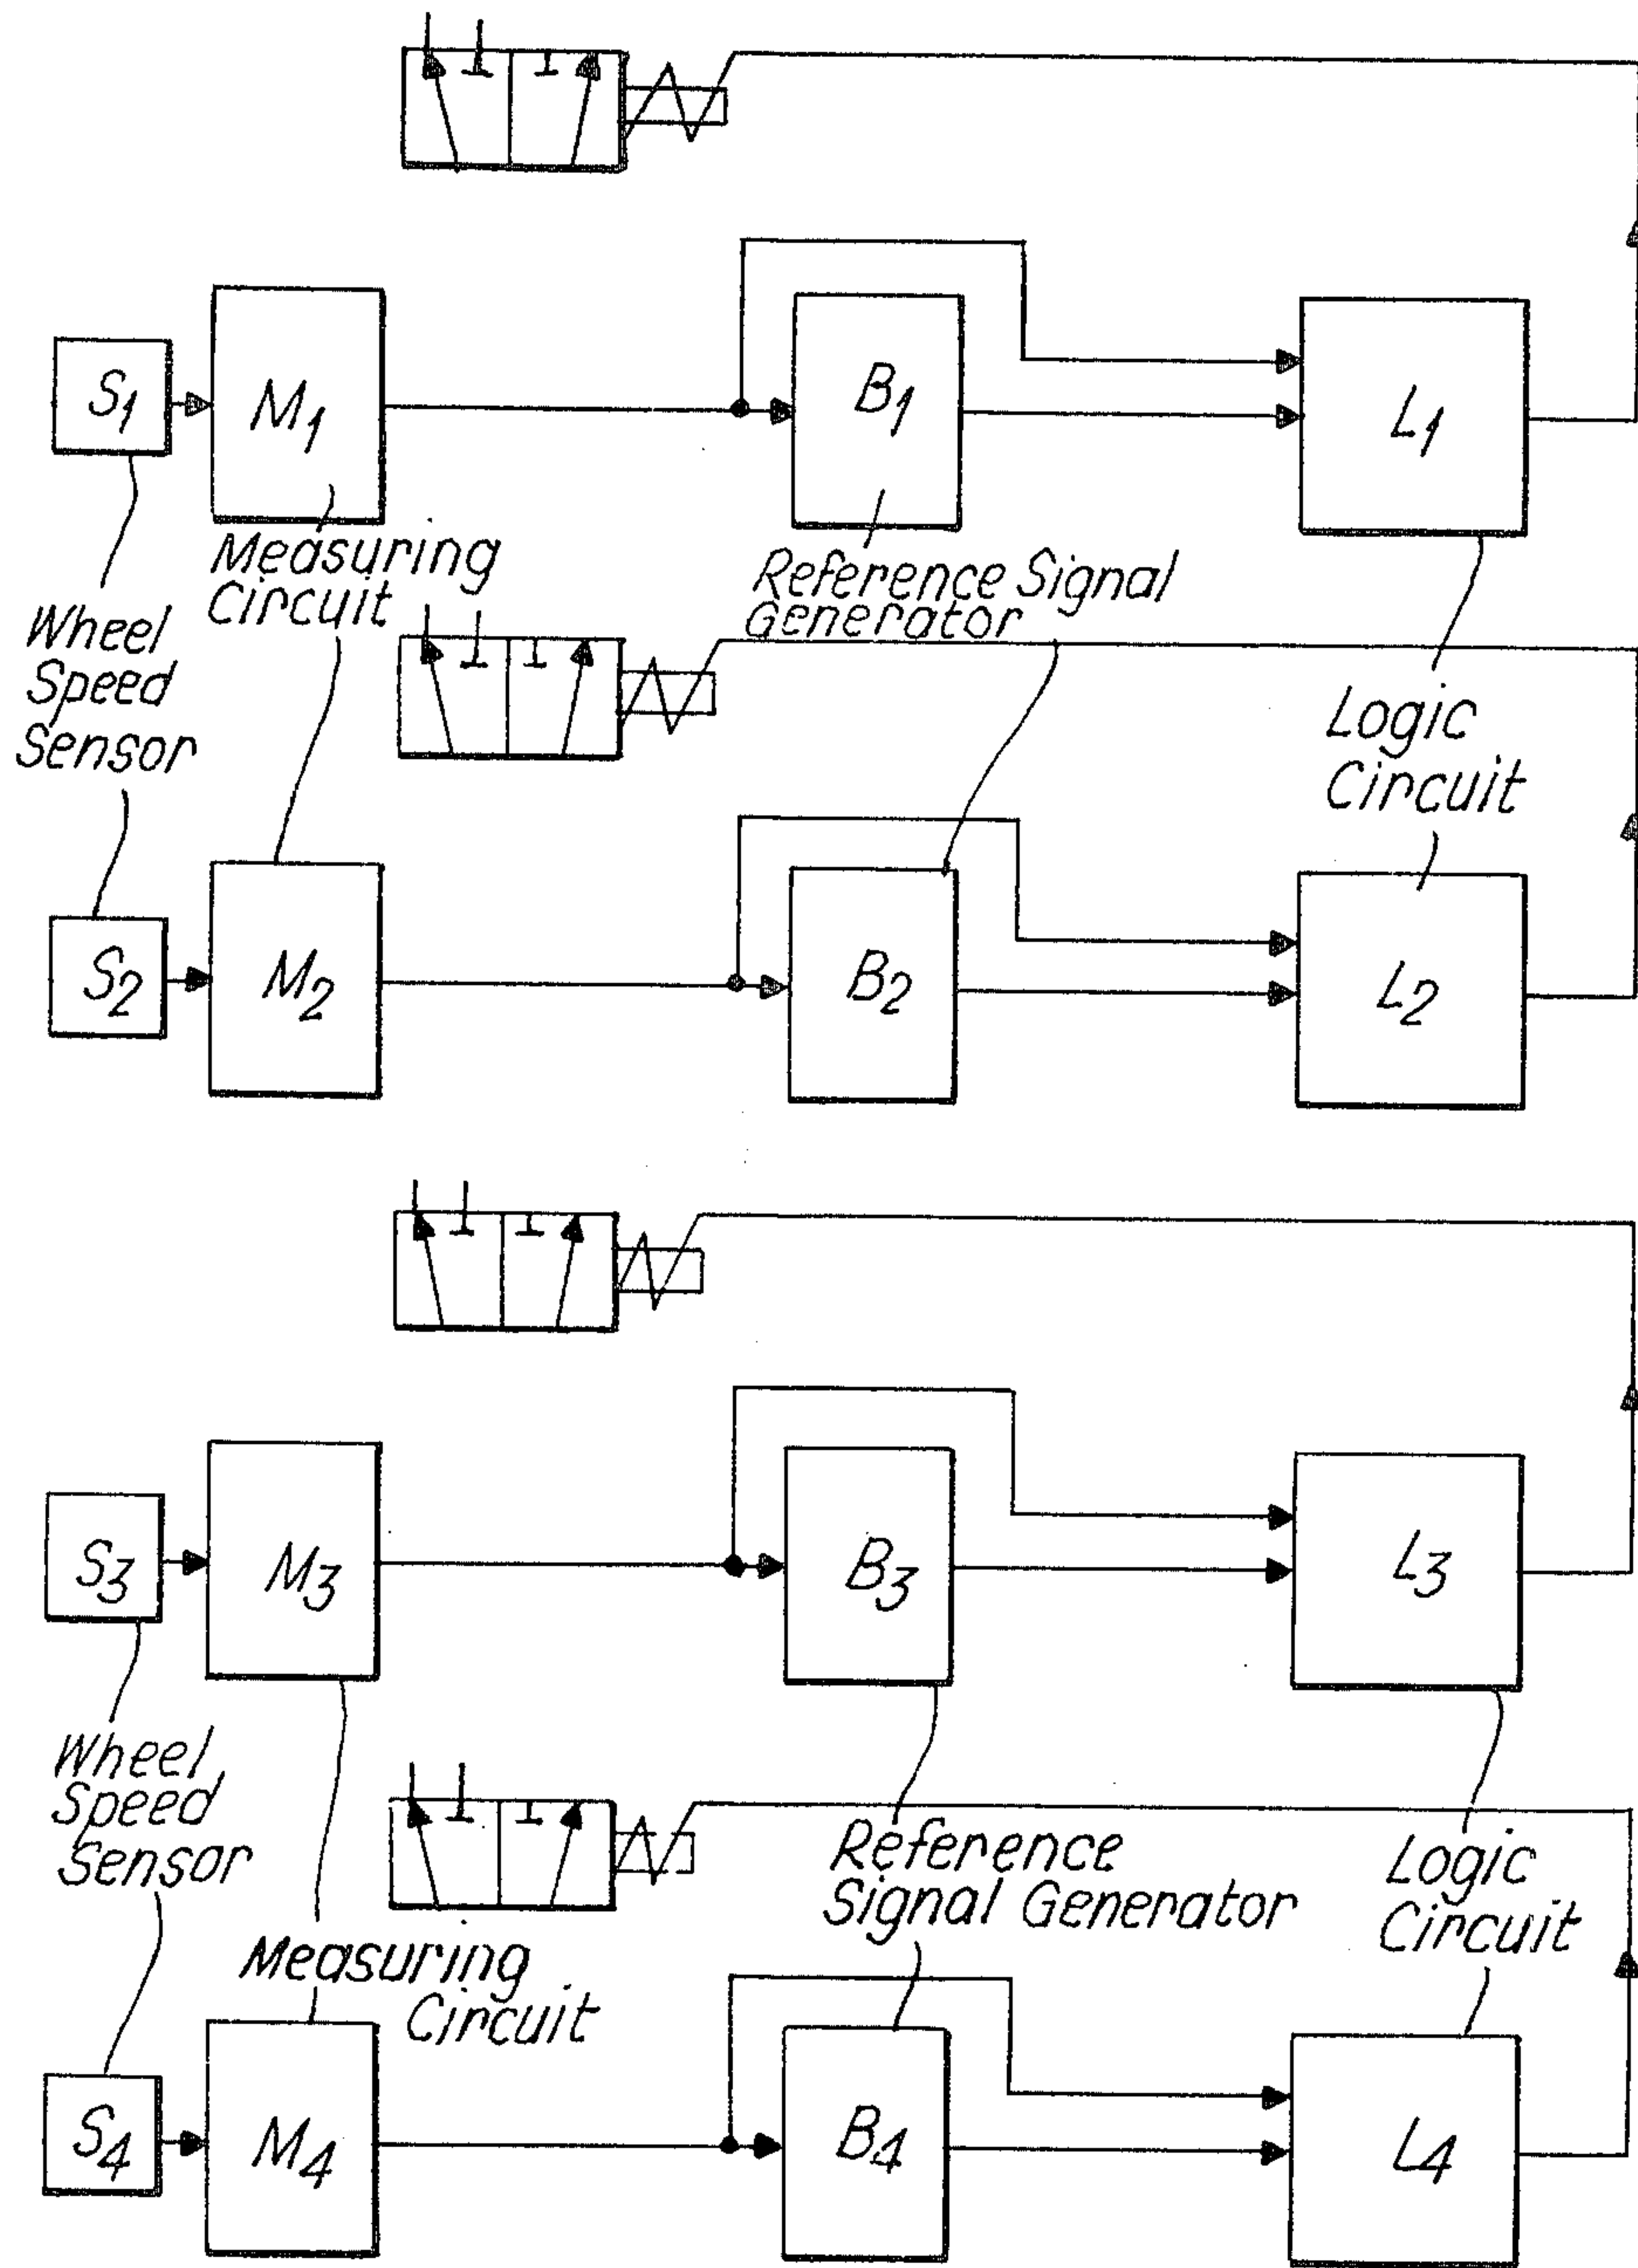 S1
M1
B1
L1
Measuring
Circuit
Reference Signal
Generator
Wheel
Speed
Sensor
Logic
Circuit
S2
M2
B2
L2
S3
M3
B3
L3
Wheel
Speed
Sensor
Reference
Signal Generator
Logic
Circuit
Measuring
Circuit
S4
M4
B4
L4